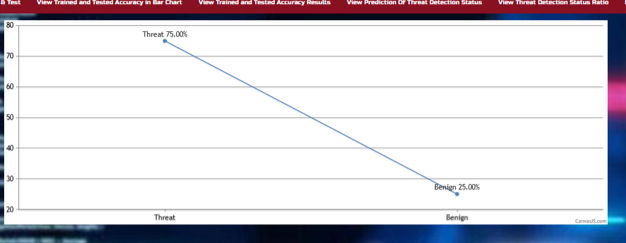 & Test View Trained and Tested Accuracy in Bar Chart View Trained and Tested Accuracy Results View Prediction Of Threat Detection Status View Threat Detection Status Ratio
80
Threat 75.00%
70
60
50
40
30
Benign 25.00%
20
Threat Benign
CanvasJS.com